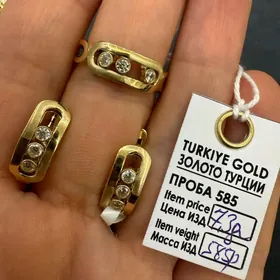 TURKIYE GOLD
ЗОЛОТО ТУРЦИИ
ПРОБА 585
Item price
Цена ИЗД
Item weight
Масса ИЗД